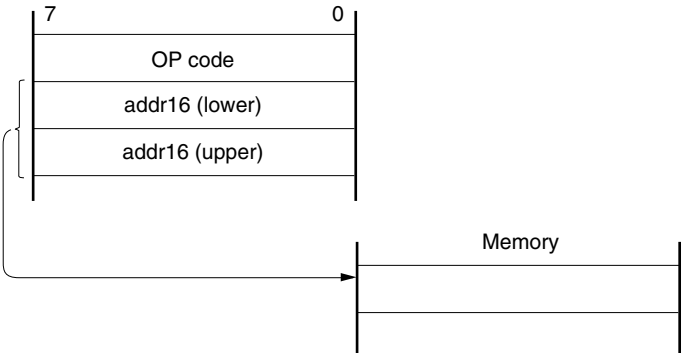 7 0
OP code
addr16 (lower)
addr16 (upper)
Memory